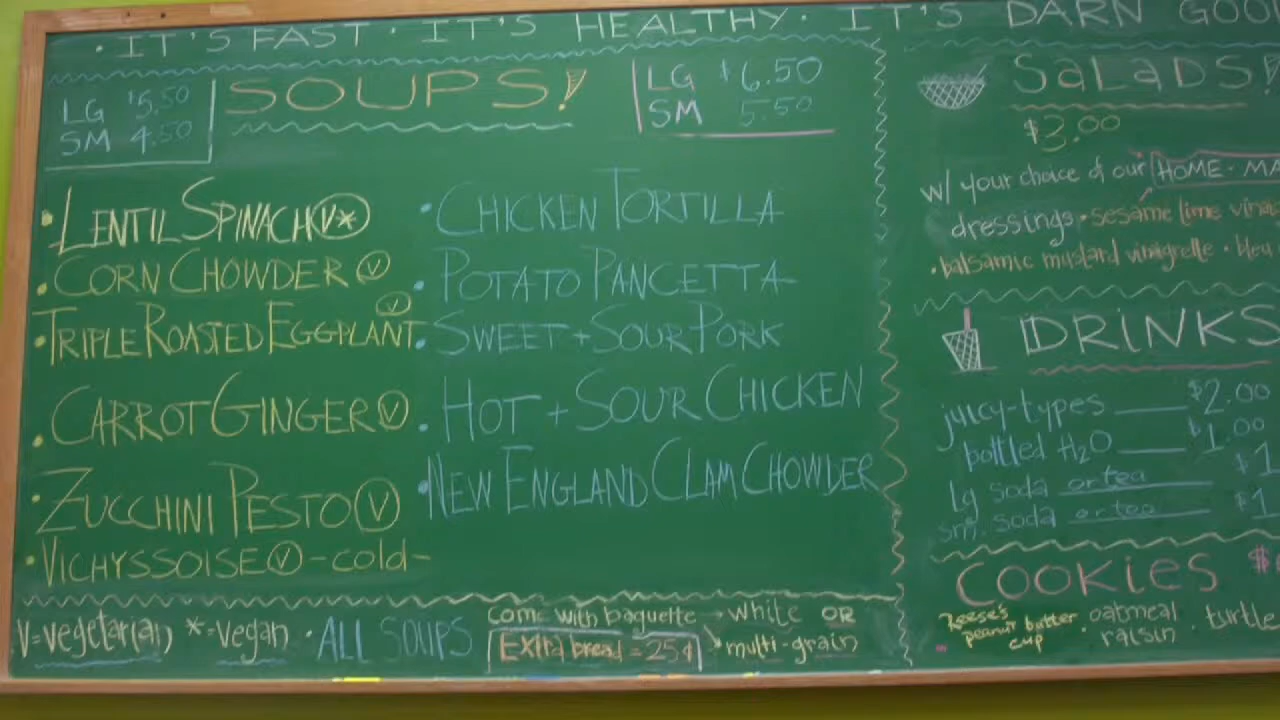 · IT'S FAST · IT'S HEALTHY · IT'S DARN
LG $5.50
SM 4.50
SOUPS!
LG $6.50
SM 5.50
· LENTIL SPINACH V*
· CORN CHOWDER V
· TRIPLE ROASTED EGGPLANT V
· CARROT GINGER V
· ZUCCHINI PESTO V
· VICHYSSOISE V -cold-
· CHICKEN TORTILLA
· POTATO PANCETTA
· SWEET + SOUR PORK
· HOT + SOUR CHICKEN
· NEW ENGLAND CLAM CHOWDER
V=vegetarian *=vegan · ALL SOUPS
come with baguette → white OR
→ multi-grain
Extra bread = 25¢
SALADS!
$3.00
w/ your choice of our HOME-
dressings · sesame lime
· balsamic mustard vinaigrette · bleu
DRINKS
juicy-types $2.00
bottled H2O $1.00
Lg soda or tea $1
sm. soda or tea $1
COOKIES $
Reese's
peanut butter
cup
· oatmeal
raisin
· turtle